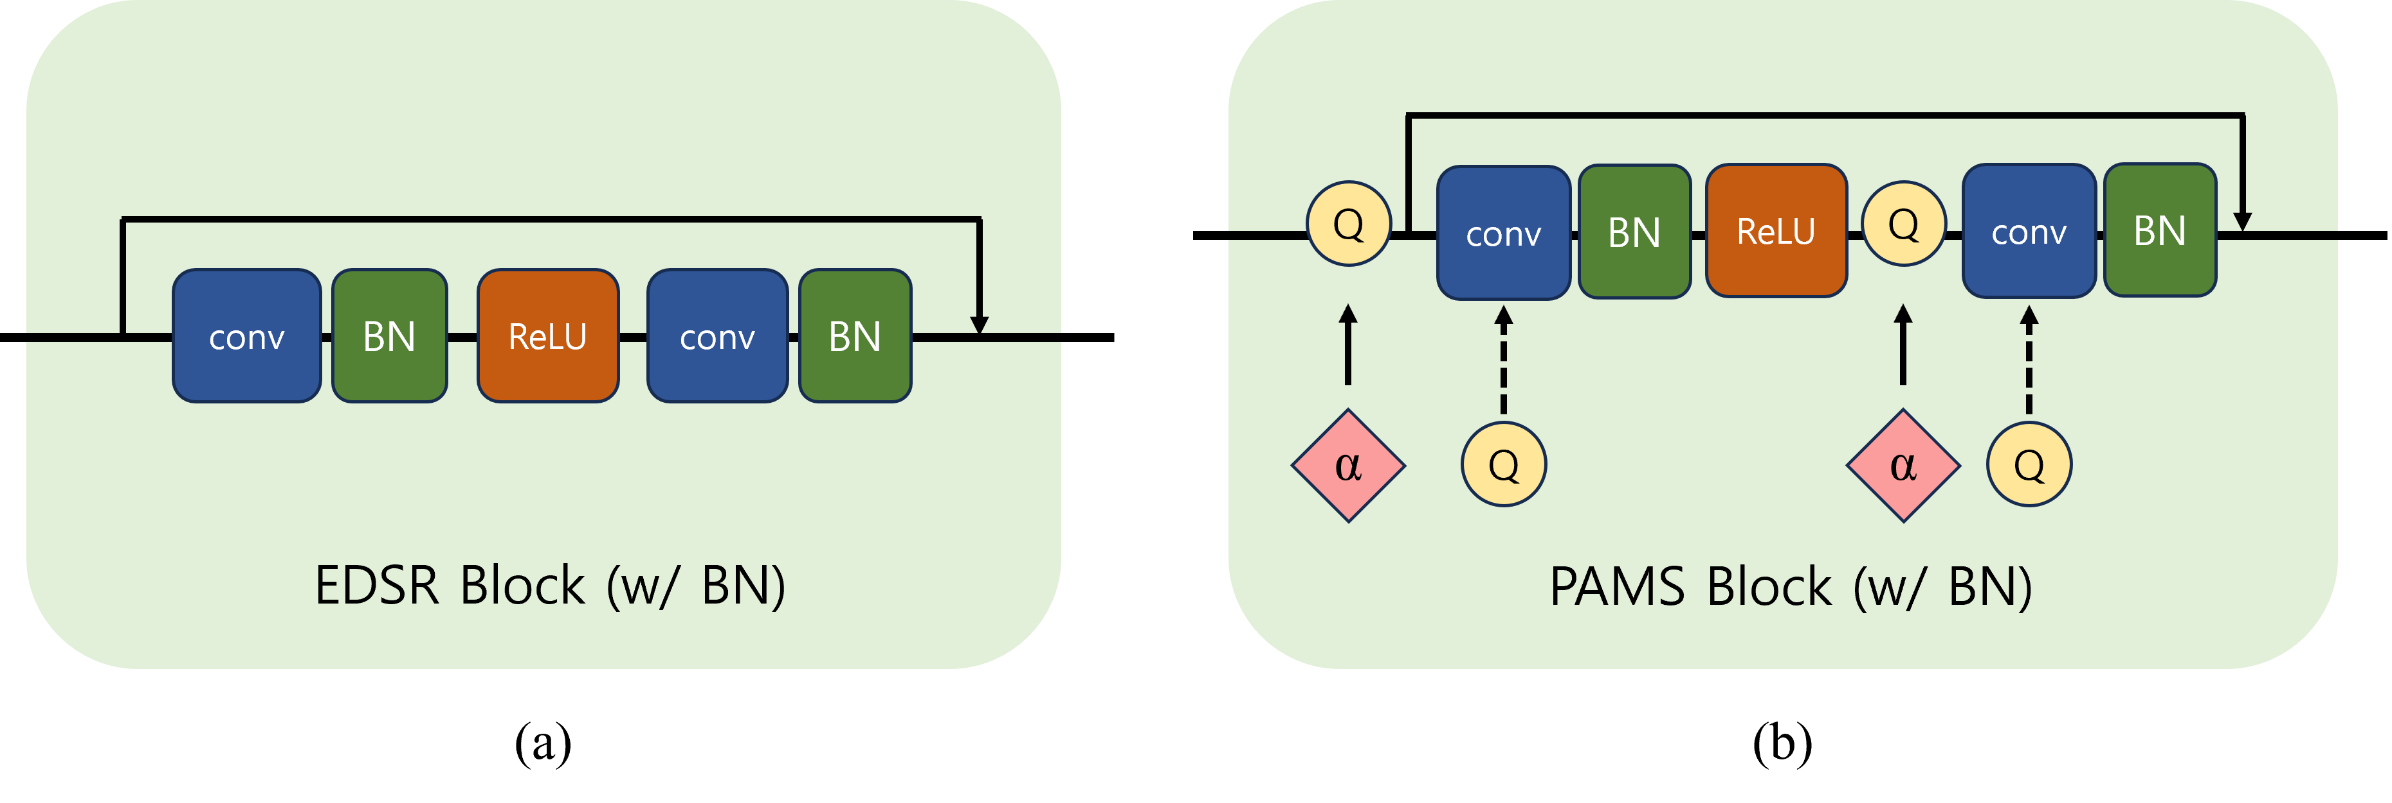 conv BN ReLU conv BN
EDSR Block (w/ BN)
(a)
Q conv BN ReLU Q conv BN
α Q α Q
PAMS Block (w/ BN)
(b)